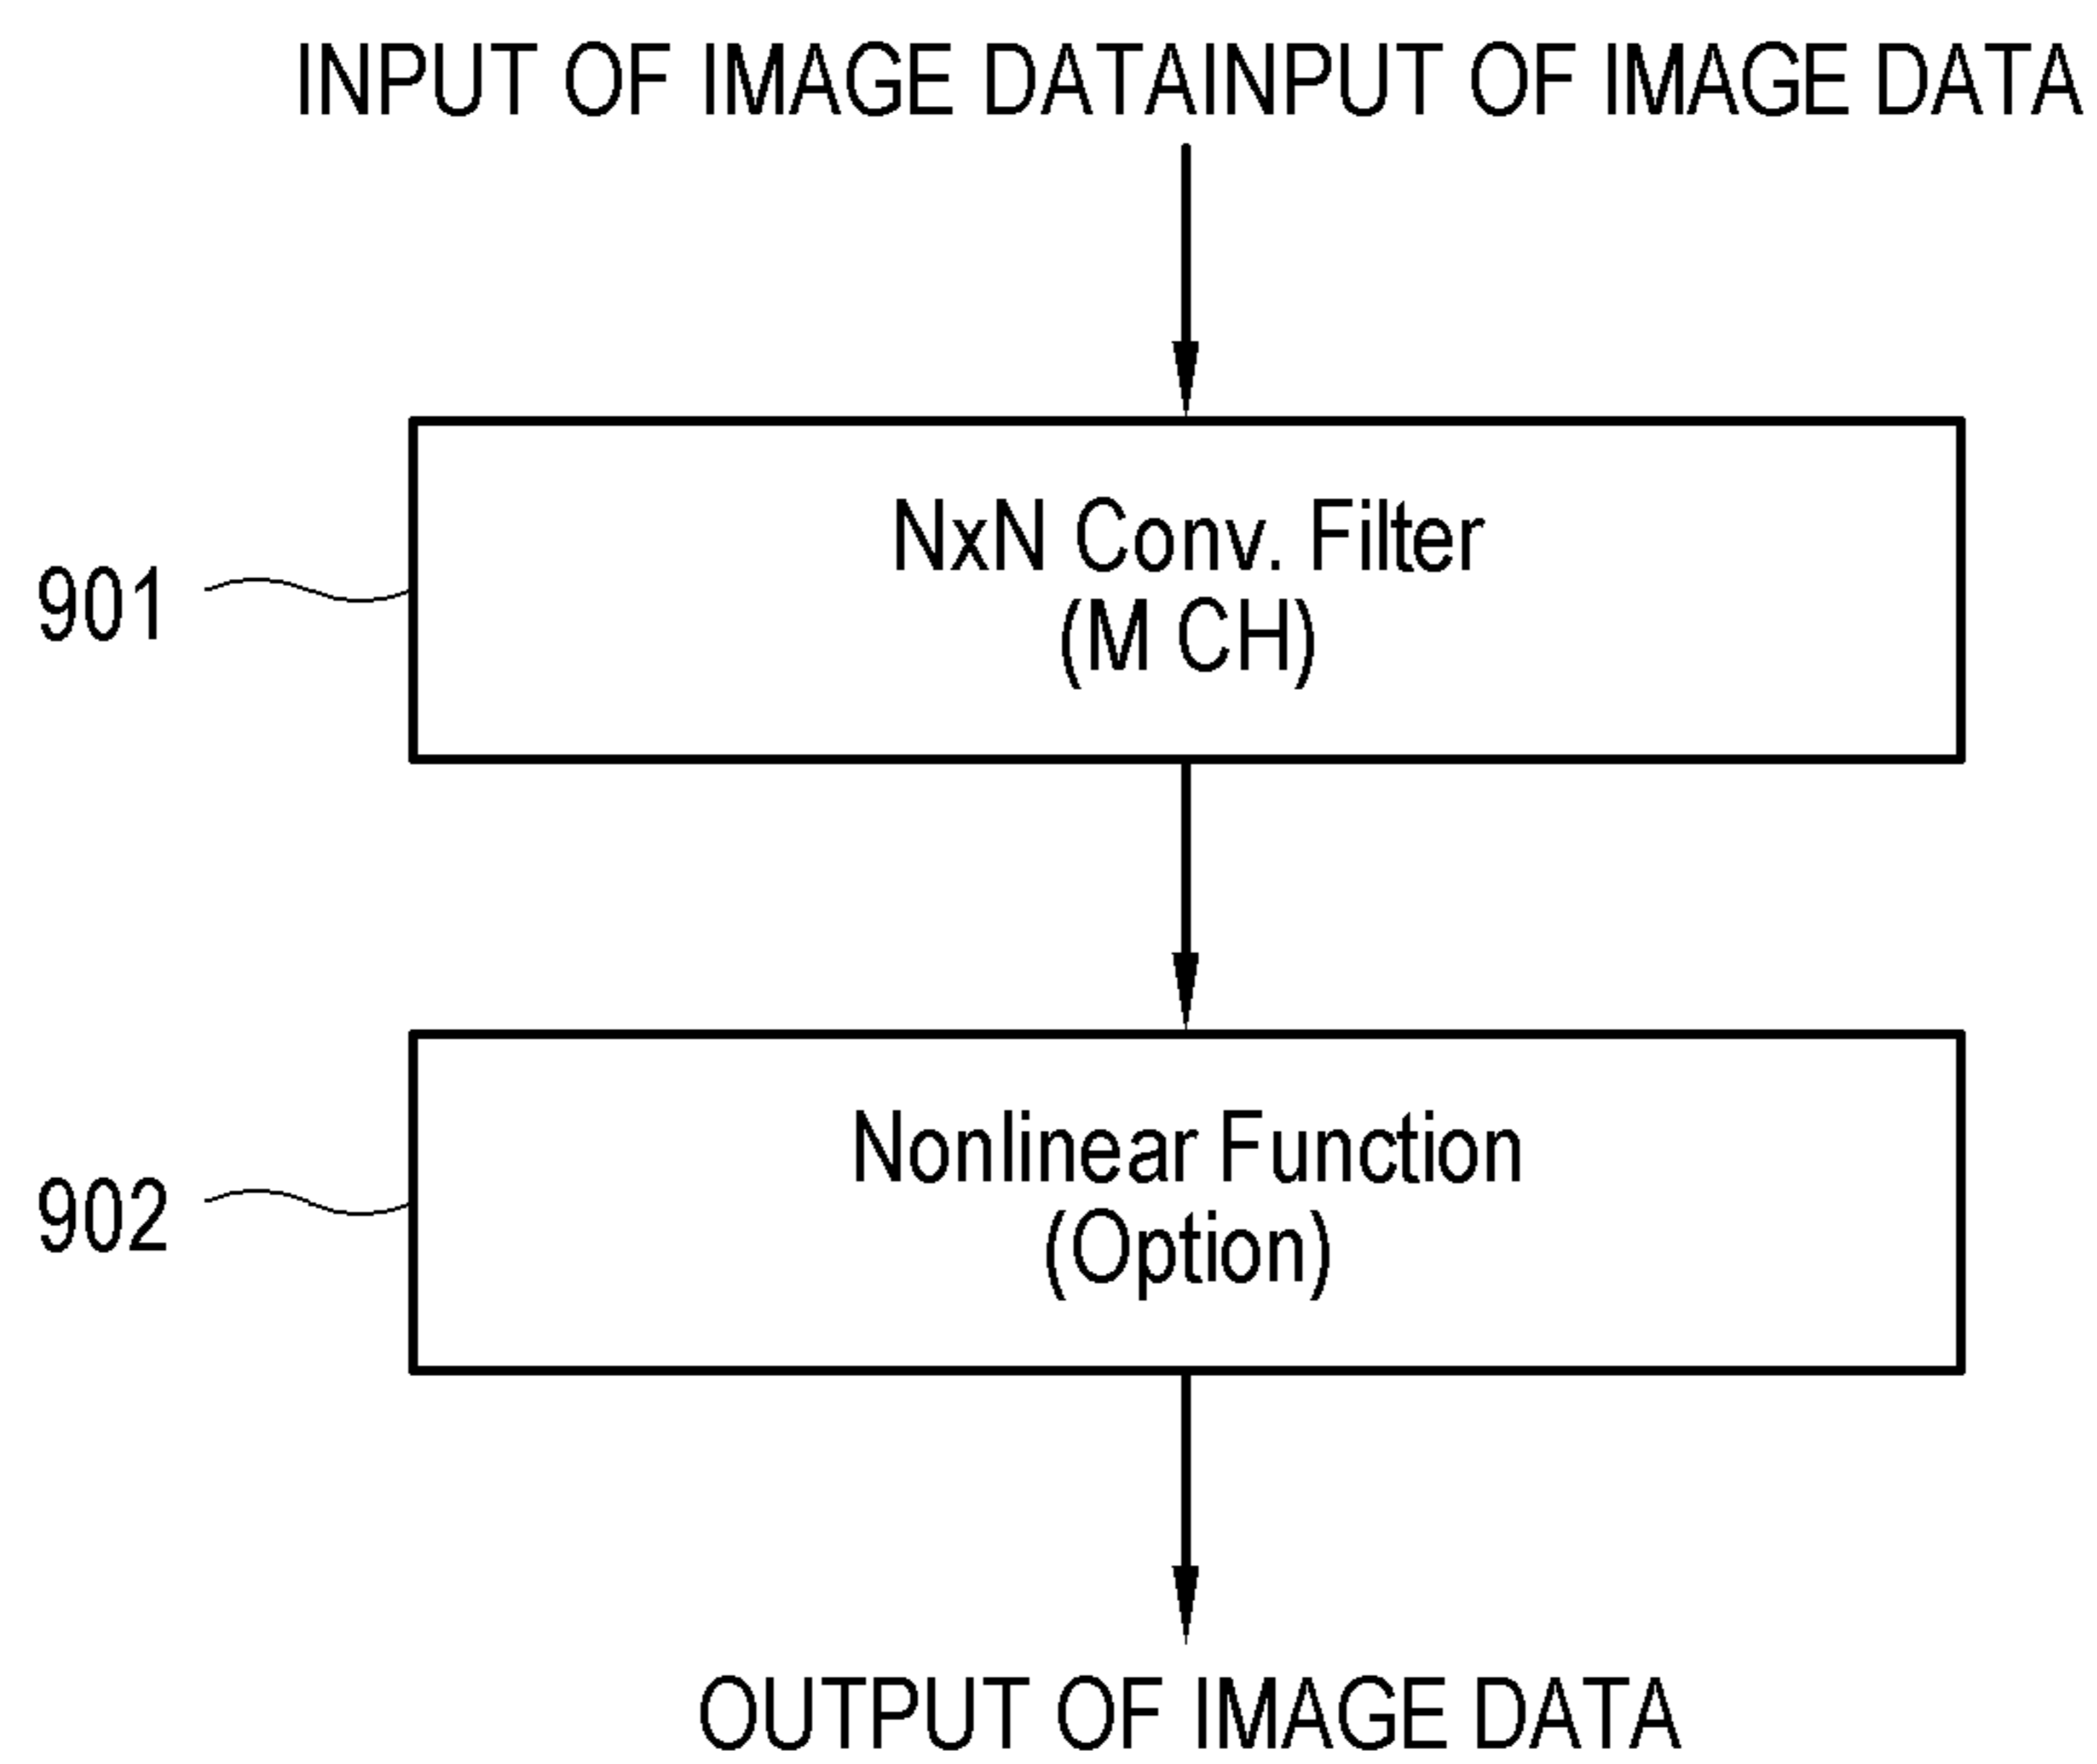 INPUT OF IMAGE DATAINPUT OF IMAGE DATA
NxN Conv. Filter
(M CH)
901
Nonlinear Function
(Option)
902
OUTPUT OF IMAGE DATA